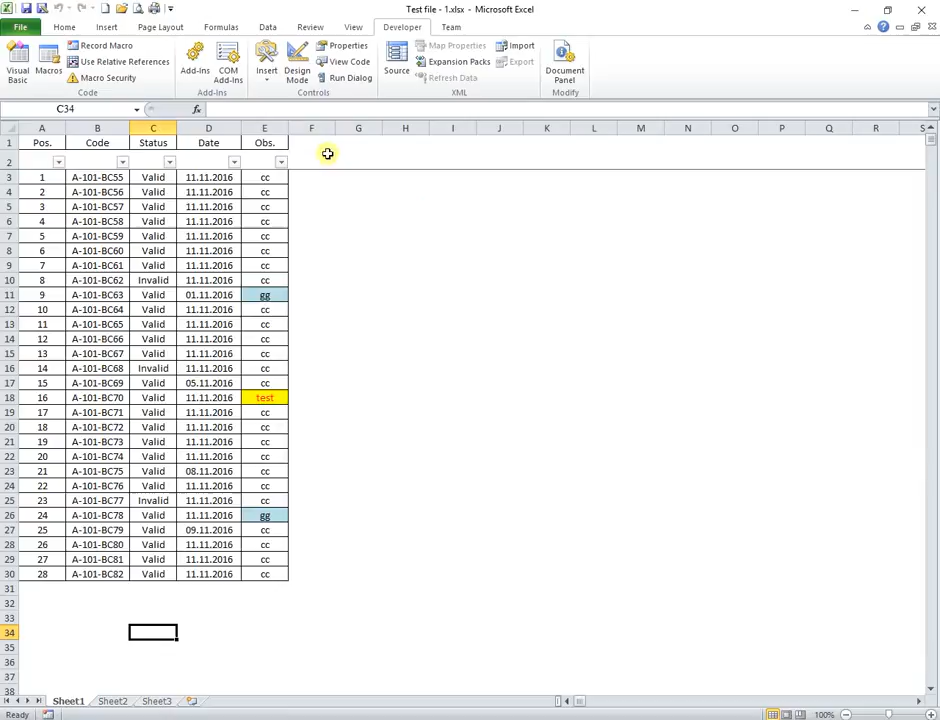 Test file - 1.xlsx - Microsoft Excel
File Home Insert Page Layout Formulas Data Review View Developer Team
Visual Basic
Macros
Record Macro
Use Relative References
Macro Security
Code
Add-Ins
COM Add-Ins
Add-Ins
Insert
Design Mode
Properties
View Code
Run Dialog
Controls
Source
Map Properties
Expansion Packs
Refresh Data
Import
Export
XML
Document Panel
Modify
C34 fx
A B C D E F G H I J K L M N O P Q R S
1 Pos. Code Status Date Obs.
2
3 1 A-101-BC55 Valid 11.11.2016 cc
4 2 A-101-BC56 Valid 11.11.2016 cc
5 3 A-101-BC57 Valid 11.11.2016 cc
6 4 A-101-BC58 Valid 11.11.2016 cc
7 5 A-101-BC59 Valid 11.11.2016 cc
8 6 A-101-BC60 Valid 11.11.2016 cc
9 7 A-101-BC61 Valid 11.11.2016 cc
10 8 A-101-BC62 Invalid 11.11.2016 cc
11 9 A-101-BC63 Valid 01.11.2016 gg
12 10 A-101-BC64 Valid 11.11.2016 cc
13 11 A-101-BC65 Valid 11.11.2016 cc
14 12 A-101-BC66 Valid 11.11.2016 cc
15 13 A-101-BC67 Valid 11.11.2016 cc
16 14 A-101-BC68 Invalid 11.11.2016 cc
17 15 A-101-BC69 Valid 05.11.2016 cc
18 16 A-101-BC70 Valid 11.11.2016 test
19 17 A-101-BC71 Valid 11.11.2016 cc
20 18 A-101-BC72 Valid 11.11.2016 cc
21 19 A-101-BC73 Valid 11.11.2016 cc
22 20 A-101-BC74 Valid 11.11.2016 cc
23 21 A-101-BC75 Valid 08.11.2016 cc
24 22 A-101-BC76 Valid 11.11.2016 cc
25 23 A-101-BC77 Invalid 11.11.2016 cc
26 24 A-101-BC78 Valid 11.11.2016 gg
27 25 A-101-BC79 Valid 09.11.2016 cc
28 26 A-101-BC80 Valid 11.11.2016 cc
29 27 A-101-BC81 Valid 11.11.2016 cc
30 28 A-101-BC82 Valid 11.11.2016 cc
31
32
33
34
35
36
37
38
Sheet1 Sheet2 Sheet3
Ready 100%